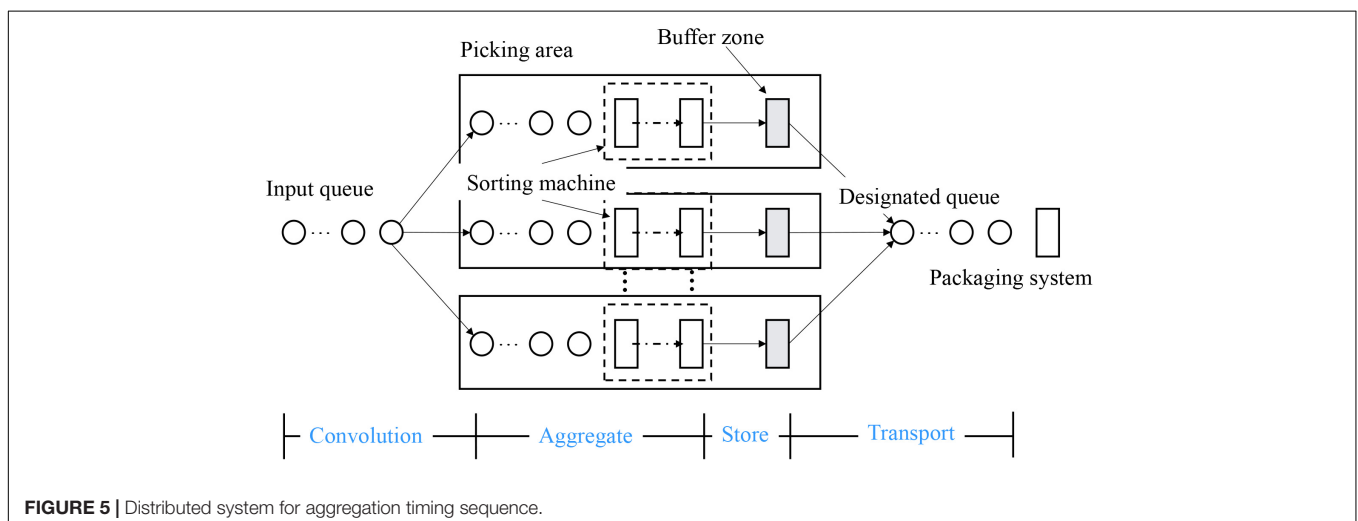 Buffer zone
Picking area
Input queue
Sorting machine
Designated queue
Packaging system
Convolution
Aggregate
Store
Transport
FIGURE 5 | Distributed system for aggregation timing sequence.